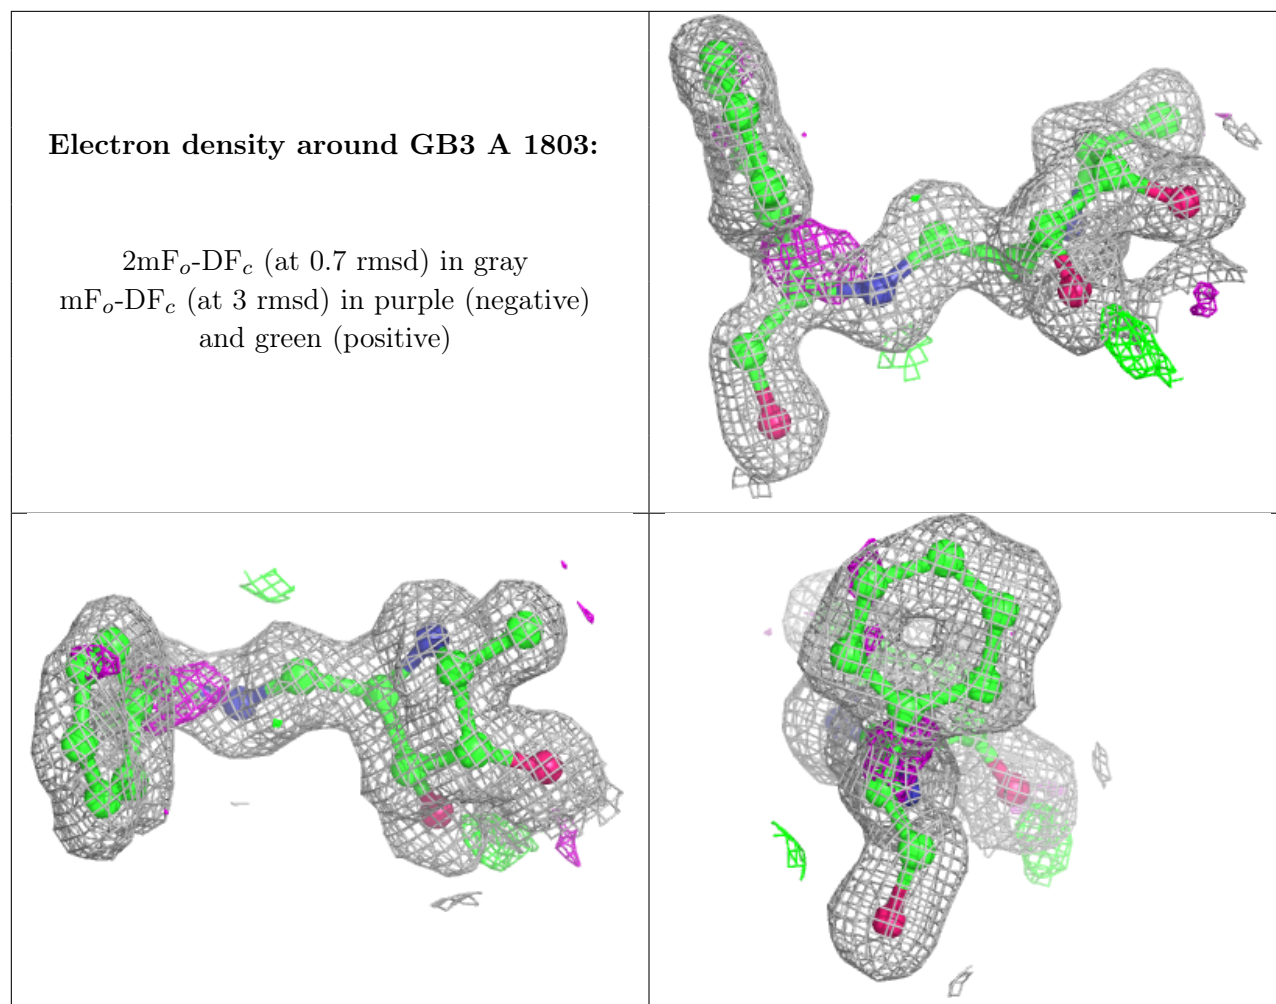 Electron density around GB3 A 1803:
2mFo-DFc (at 0.7 rmsd) in gray
mFo-DFc (at 3 rmsd) in purple (negative)
and green (positive)